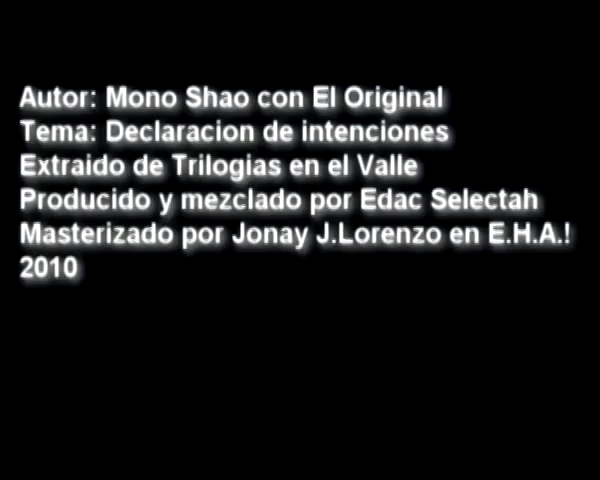 Autor: Mono Shao con El Original
Tema: Declaracion de intenciones
Extraido de Trilogias en el Valle
Producido y mezclado por Edac Selectah
Masterizado por Jonay J.Lorenzo en E.H.A.!
2010